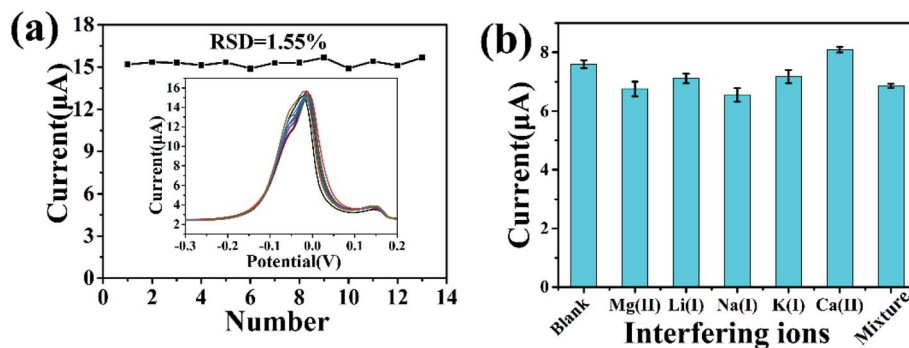 (a)
RSD=1.55%
Current(μA)
18
15
12
9
6
3
0
0 2 4 6 8 10 12 14
Number
Current(μA)
16
14
12
10
8
6
4
2
-0.3 -0.2 -0.1 0.0 0.1 0.2
Potential(V)
(b)
Current(μA)
8
6
4
2
0
Blank Mg(II) Li(I) Na(I) K(I) Ca(II) Mixture
Interfering ions